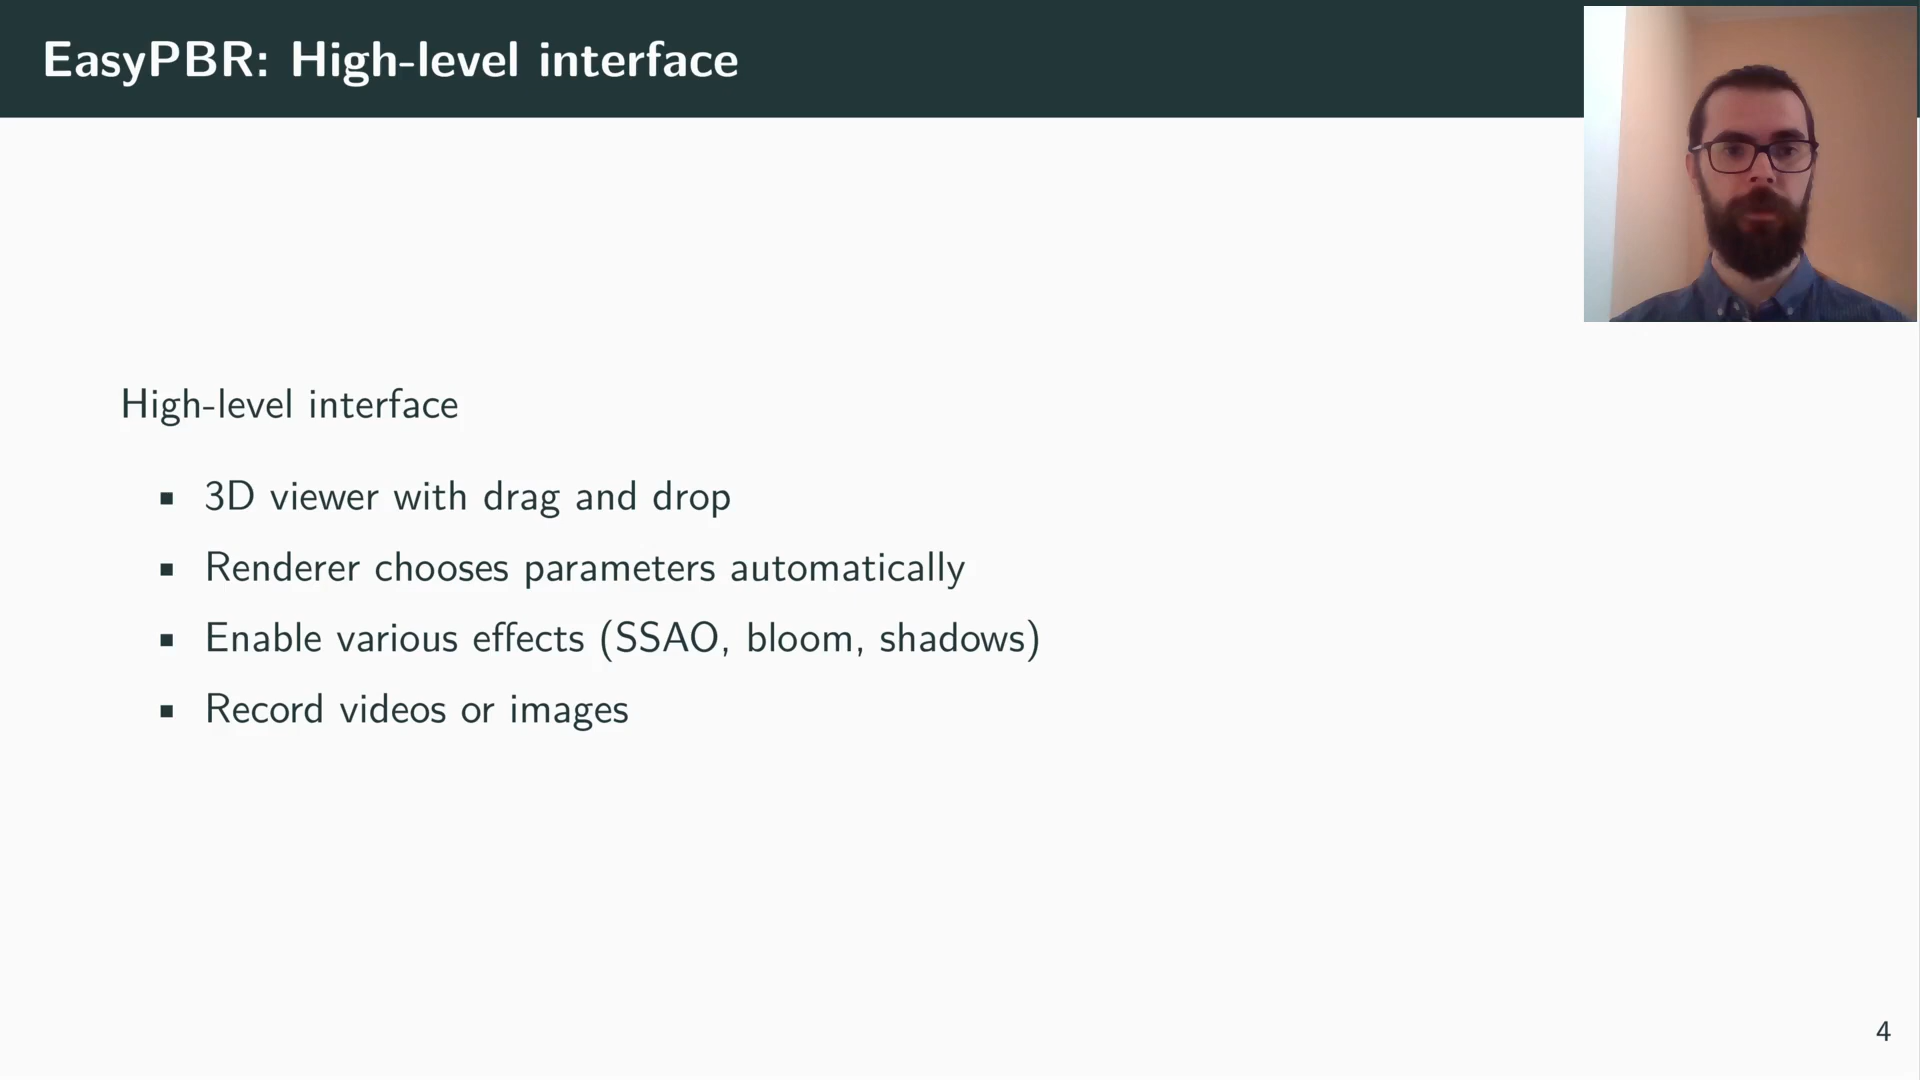 EasyPBR: High-level interface
High-level interface
▪ 3D viewer with drag and drop
▪ Renderer chooses parameters automatically
▪ Enable various effects (SSAO, bloom, shadows)
▪ Record videos or images
4